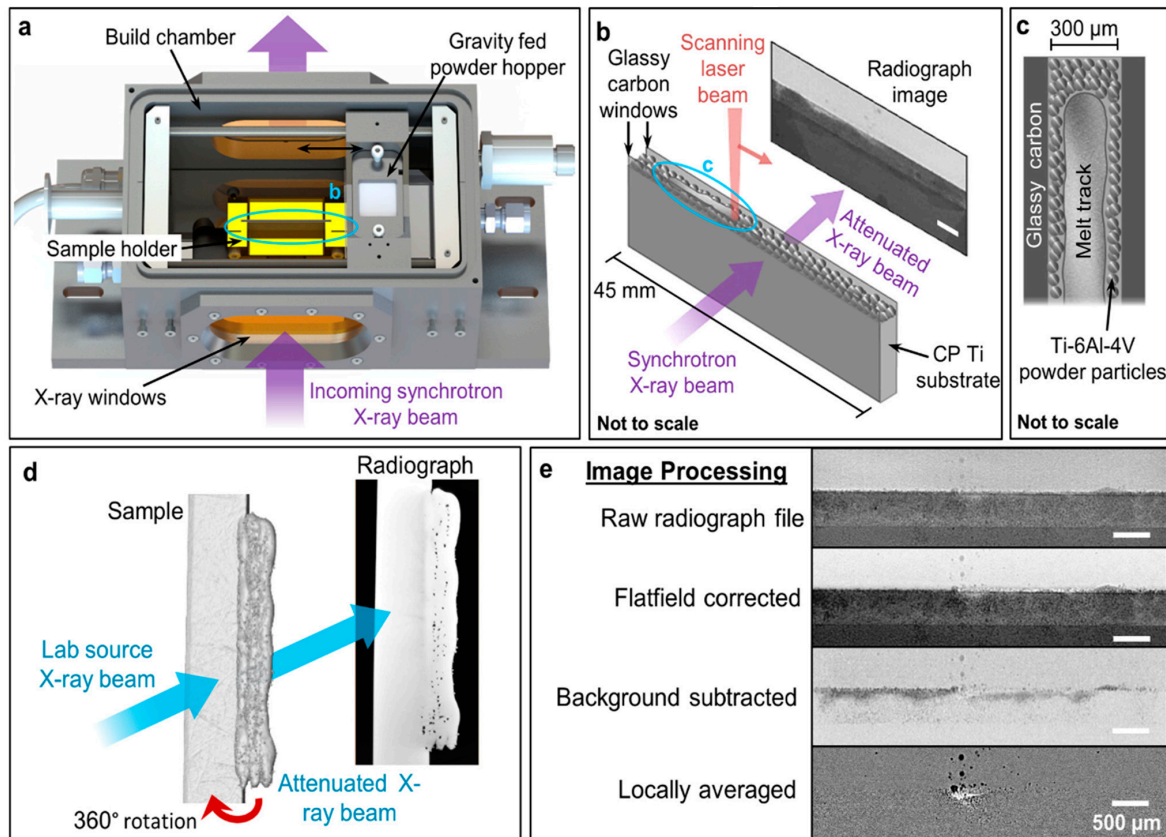 a
Build chamber
Gravity fed
powder hopper
b
Sample holder
X-ray windows
Incoming synchrotron
X-ray beam
b
Glassy
carbon
windows
Scanning
laser
beam
Radiograph
image
c
Attenuated
X-ray beam
45 mm
Synchrotron
X-ray beam
CP Ti
substrate
Not to scale
c
300 µm
Glassy carbon
Melt track
Ti-6Al-4V
powder particles
Not to scale
d
Sample
Radiograph
Lab source
X-ray beam
Attenuated X-
ray beam
360° rotation
e
Image Processing
Raw radiograph file
Flatfield corrected
Background subtracted
Locally averaged
500 µm